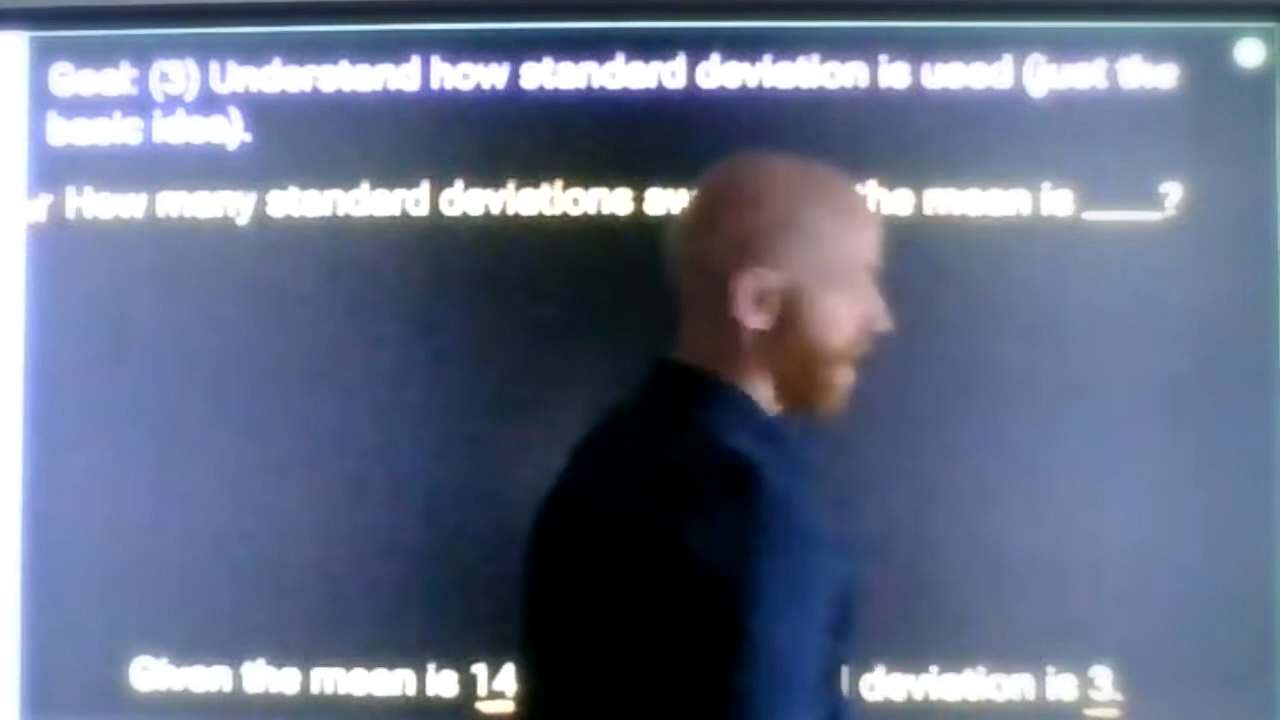 Goal: (3) Understand how standard deviation is used (just the
basic idea).
How many standard deviations the mean is ____?
Given the mean is 14 deviation is 3.